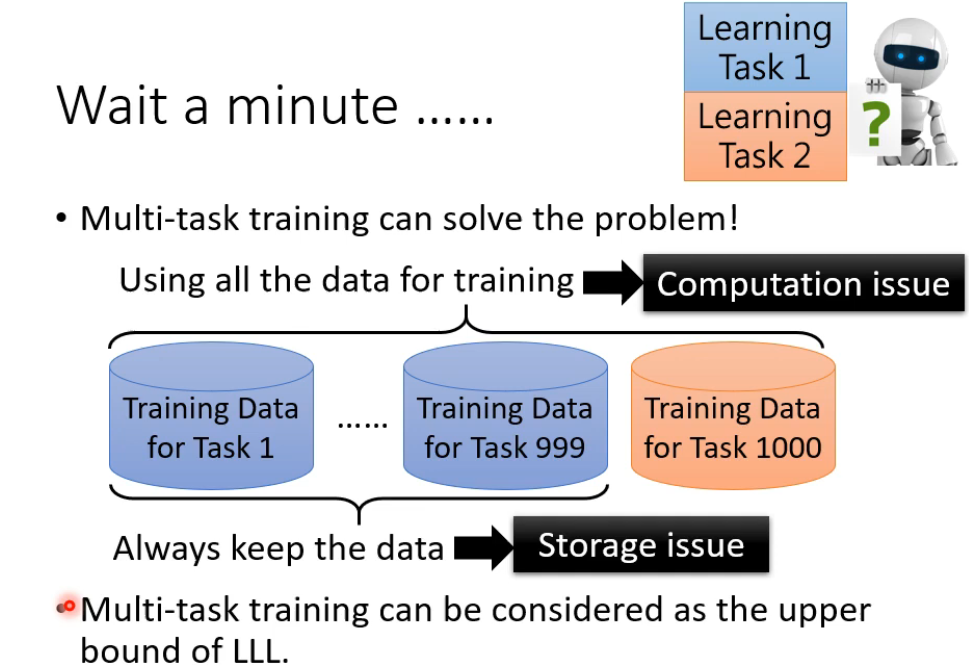 Learning
Task 1
Wait a minute ……
Learning
Task 2
?
• Multi-task training can solve the problem!
Using all the data for training
Computation issue
Training Data
for Task 1
……
Training Data
for Task 999
Training Data
for Task 1000
Always keep the data
Storage issue
• Multi-task training can be considered as the upper
bound of LLL.